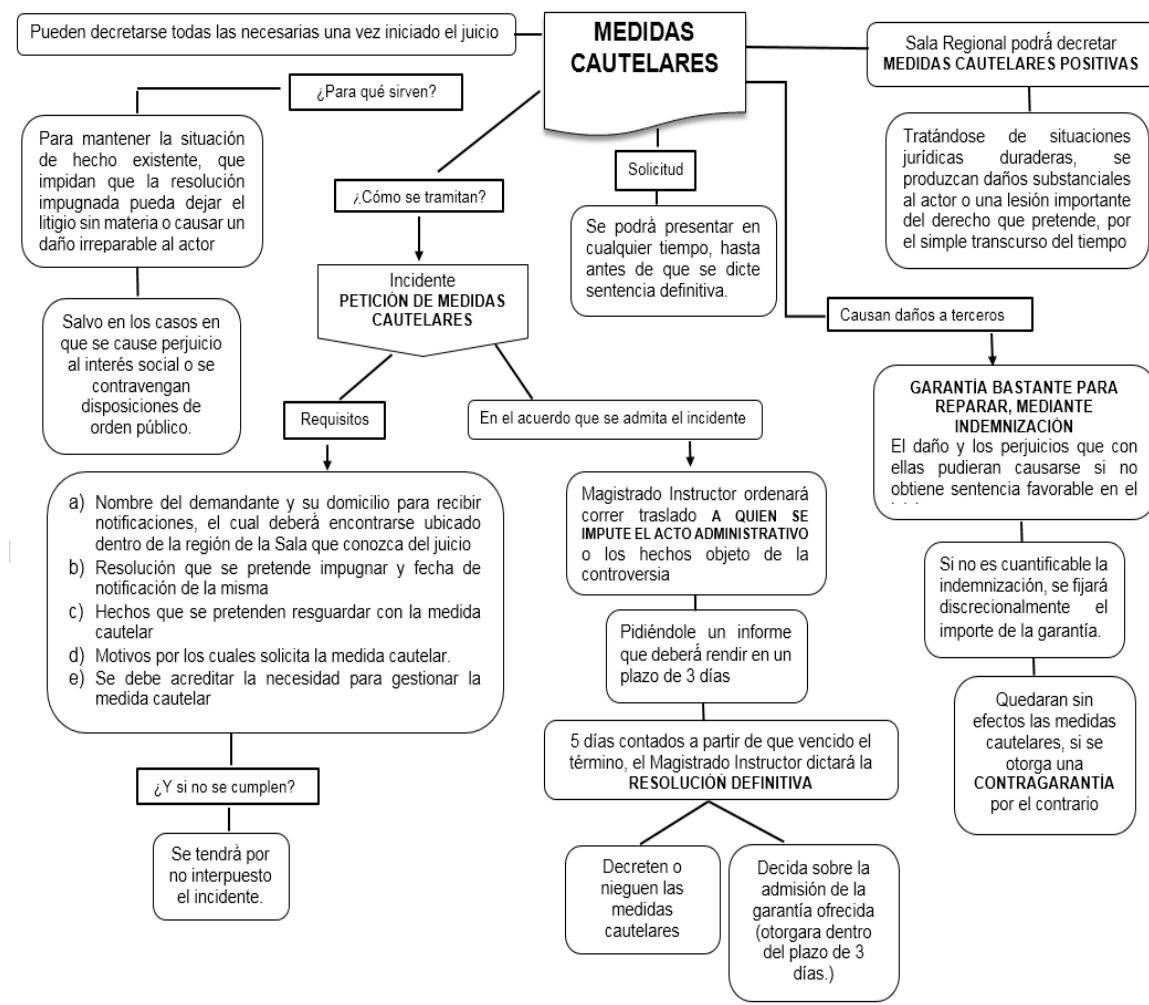 Pueden decretarse todas las necesarias una vez iniciado el juicio
MEDIDAS
CAUTELARES
Sala Regional podrá decretar
MEDIDAS CAUTELARES POSITIVAS
¿Para qué sirven?
Para mantener la situación
de hecho existente, que
impidan que la resolución
impugnada pueda dejar el
litigio sin materia o causar un
daño irreparable al actor
Salvo en los casos en
que se cause perjuicio
al interés social o se
contravengan
disposiciones de
orden público.
¿Cómo se tramitan?
Incidente
PETICIÓN DE MEDIDAS
CAUTELARES
Solicitud
Se podrá presentar en
cualquier tiempo, hasta
antes de que se dicte
sentencia definitiva.
Tratándose de situaciones
jurídicas duraderas, se
produzcan daños substanciales
al actor o una lesión importante
del derecho que pretende, por
el simple transcurso del tiempo
Causan daños a terceros
GARANTÍA BASTANTE PARA
REPARAR, MEDIANTE
INDEMNIZACIÓN
El daño y los perjuicios que con
ellas pudieran causarse si no
obtiene sentencia favorable en el
Si no es cuantificable la
indemnización, se fijará
discrecionalmente el
importe de la garantía.
Quedaran sin
efectos las medidas
cautelares, si se
otorga una
CONTRAGARANTÍA
por el contrario
Requisitos
a) Nombre del demandante y su domicilio para recibir
notificaciones, el cual deberá encontrarse ubicado
dentro de la región de la Sala que conozca del juicio
b) Resolución que se pretende impugnar y fecha de
notificación de la misma
c) Hechos que se pretenden resguardar con la medida
cautelar
d) Motivos por los cuales solicita la medida cautelar.
e) Se debe acreditar la necesidad para gestionar la
medida cautelar
¿Y si no se cumplen?
Se tendrá por
no interpuesto
el incidente.
En el acuerdo que se admita el incidente
Magistrado Instructor ordenará
correr traslado A QUIEN SE
IMPUTE EL ACTO ADMINISTRATIVO
o los hechos objeto de la
controversia
Pidiéndole un informe
que deberá rendir en un
plazo de 3 días
5 días contados a partir de que vencido el
término, el Magistrado Instructor dictará la
RESOLUCIÓN DEFINITIVA
Decreten o
nieguen las
medidas
cautelares
Decida sobre la
admisión de la
garantía ofrecida
(otorgara dentro
del plazo de 3
días.)